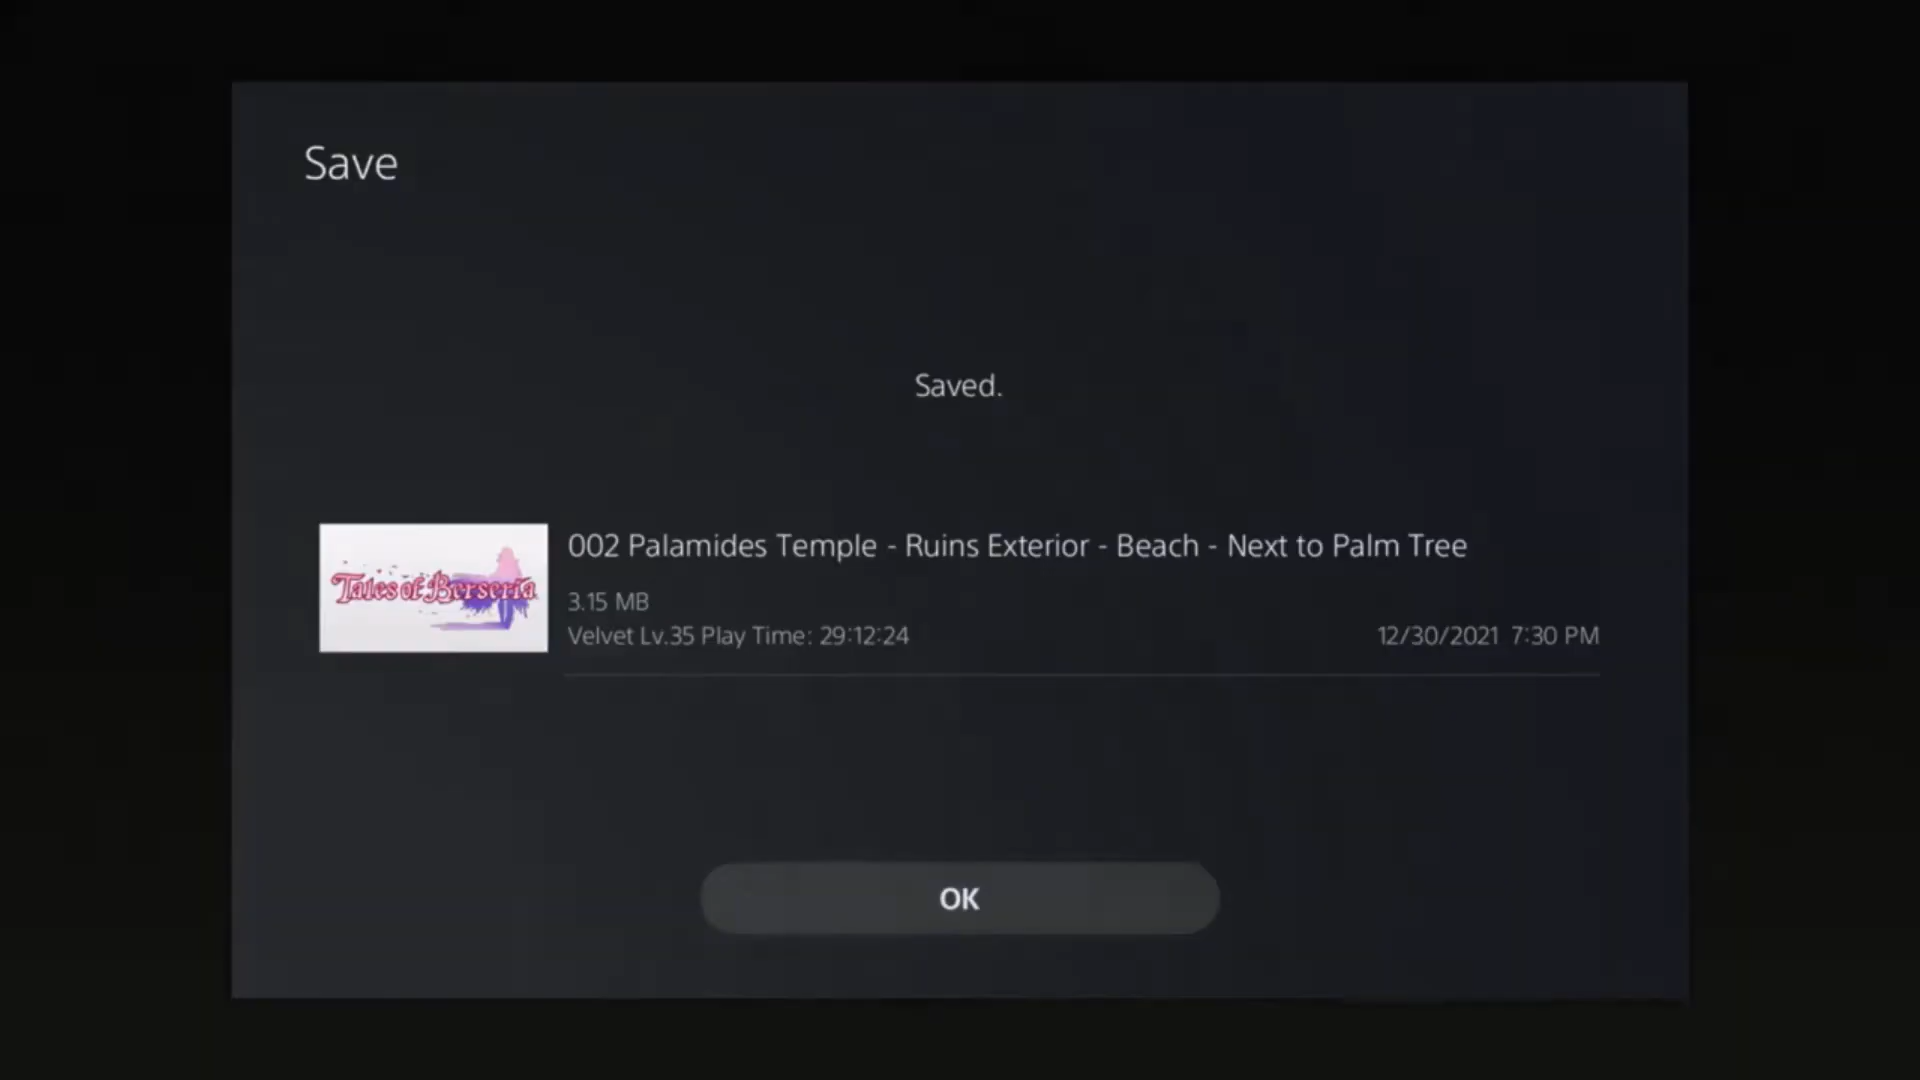 Save
Saved.
Tales of Berseria
002 Palamides Temple - Ruins Exterior - Beach - Next to Palm Tree
3.15 MB
Velvet Lv.35 Play Time: 29:12:24 12/30/2021 7:30 PM
OK